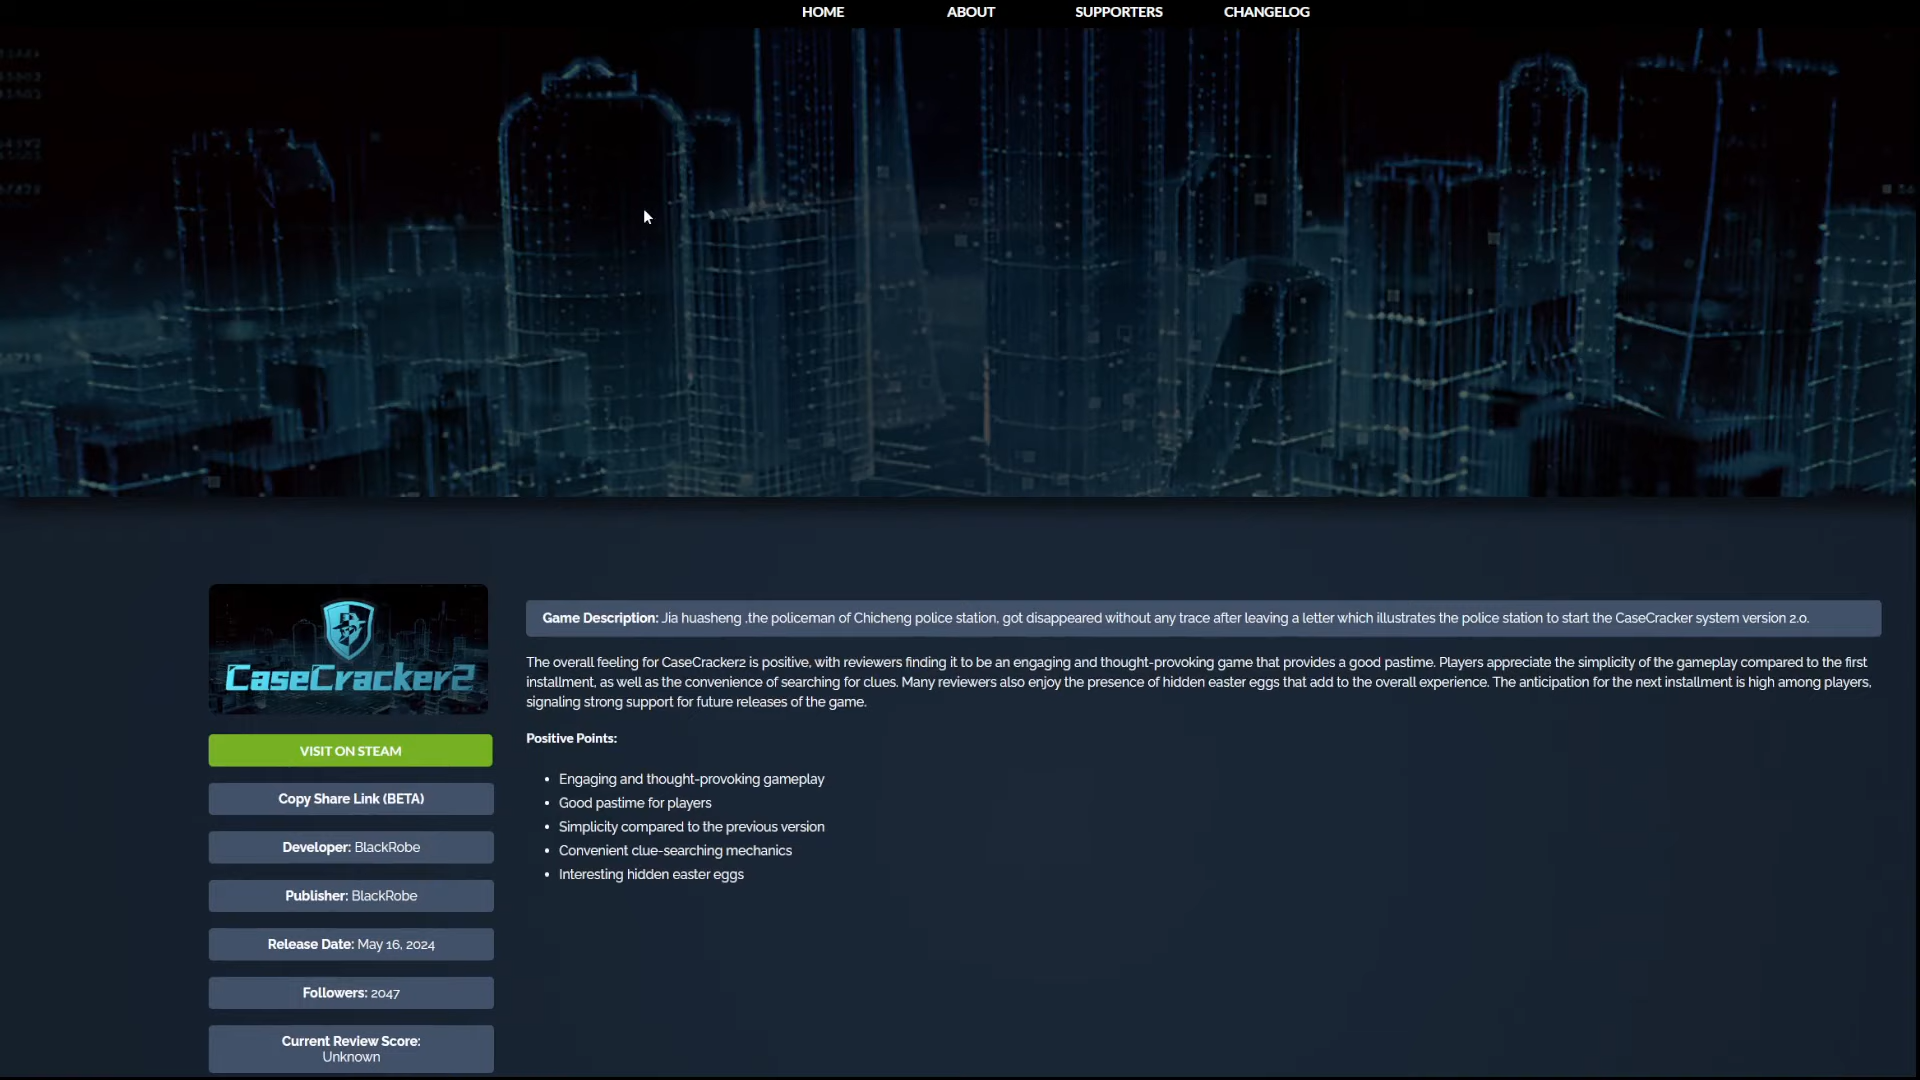 HOME ABOUT SUPPORTERS CHANGELOG
CaseCracker2
Game Description: Jia huasheng ,the policeman of Chicheng police station, got disappeared without any trace after leaving a letter which illustrates the police station to start the CaseCracker system version 2.0.
The overall feeling for CaseCracker2 is positive, with reviewers finding it to be an engaging and thought-provoking game that provides a good pastime. Players appreciate the simplicity of the gameplay compared to the first
installment, as well as the convenience of searching for clues. Many reviewers also enjoy the presence of hidden easter eggs that add to the overall experience. The anticipation for the next installment is high among players,
signaling strong support for future releases of the game.
Positive Points:
• Engaging and thought-provoking gameplay
• Good pastime for players
• Simplicity compared to the previous version
• Convenient clue-searching mechanics
• Interesting hidden easter eggs
VISIT ON STEAM
Copy Share Link (BETA)
Developer: BlackRobe
Publisher: BlackRobe
Release Date: May 16, 2024
Followers: 2047
Current Review Score:
Unknown